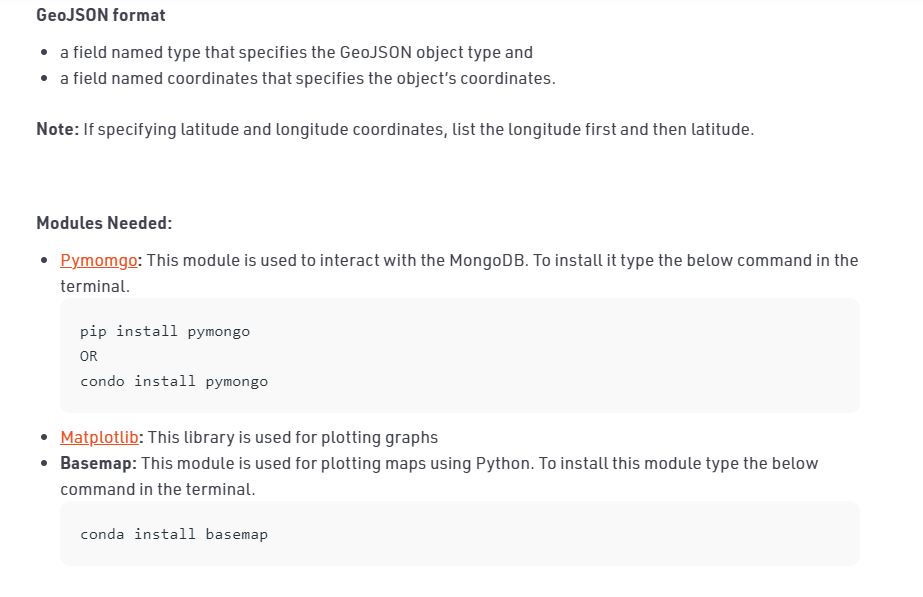 GeoJSON format
• a field named type that specifies the GeoJSON object type and
• a field named coordinates that specifies the object's coordinates.
Note: If specifying latitude and longitude coordinates, list the longitude first and then latitude.
Modules Needed:
• Pymomgo: This module is used to interact with the MongoDB. To install it type the below command in the
terminal.
pip install pymongo
OR
condo install pymongo
• Matplotlib: This library is used for plotting graphs
• Basemap: This module is used for plotting maps using Python. To install this module type the below
command in the terminal.
conda install basemap